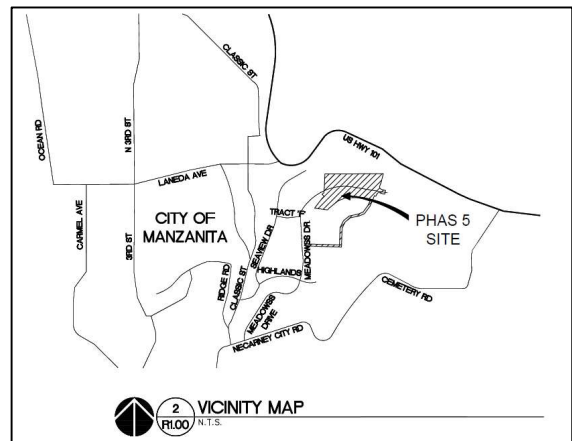 CLASSIC ST
OCEAN RD
N 3RD ST
US HWY 101
LANEDA AVE
CARMEL AVE
3RD ST
CITY OF
MANZANITA
TRACT "F"
SEAVIEW DR
MEADOWSS DR.
PHAS 5
SITE
RIDGE RD
CLASSIC ST
HIGHLANDS
CEMETERY RD
MEADOWSS
DRIVE
NECARNEY CITY RD
2
R1.00
VICINITY MAP
N.T.S.